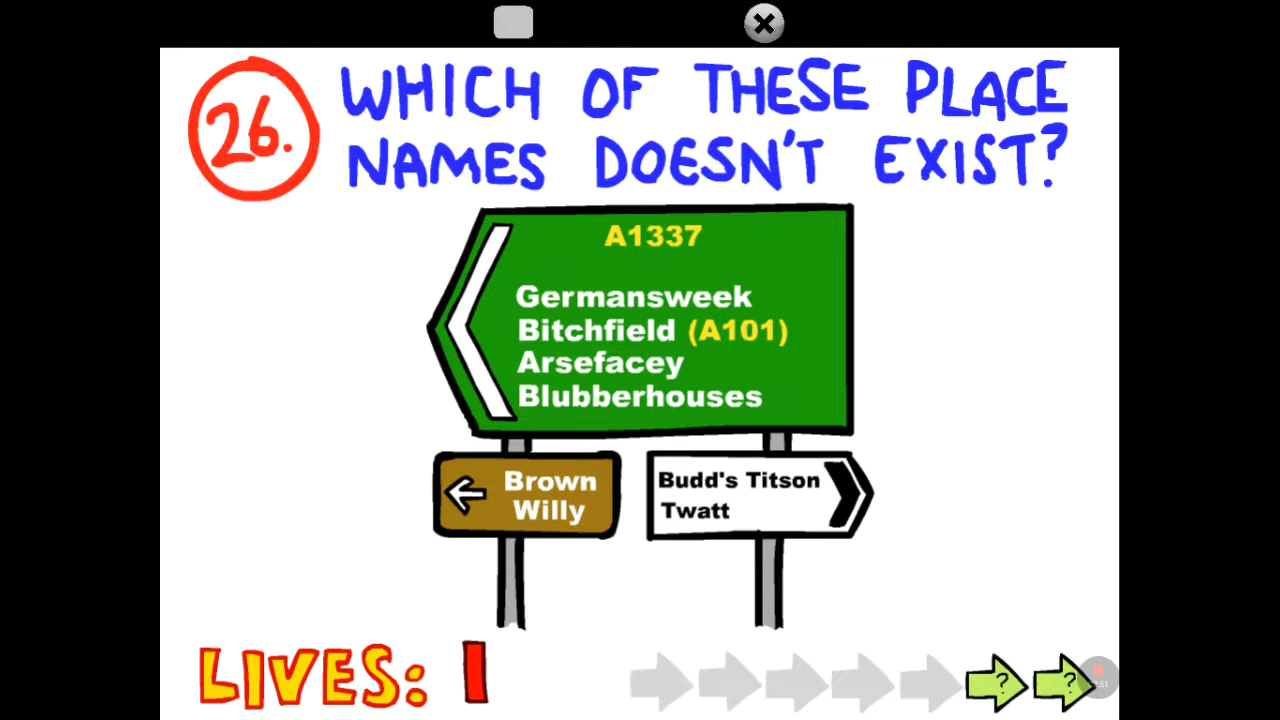 26.
WHICH OF THESE PLACE
NAMES DOESN'T EXIST?
A1337
Germansweek
Bitchfield (A101)
Arsefacey
Blubberhouses
Brown
Willy
Budd's Titson
Twatt
LIVES: 1
? ?